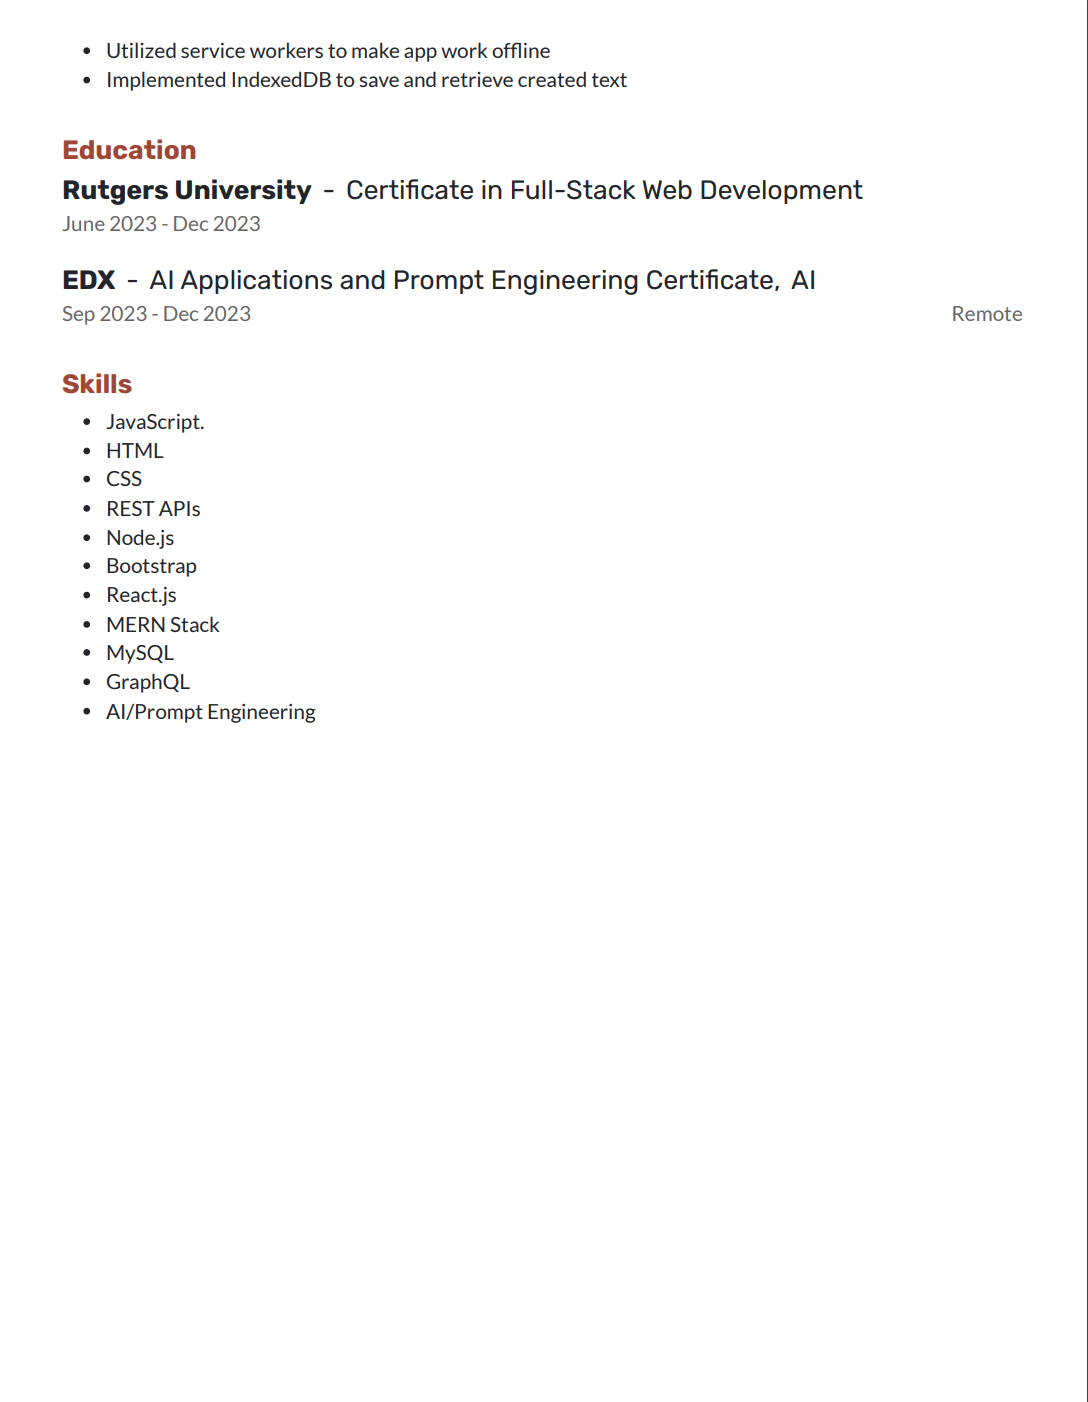 • Utilized service workers to make app work offline
• Implemented IndexedDB to save and retrieve created text
Education
Rutgers University - Certificate in Full-Stack Web Development
June 2023 - Dec 2023
EDX - AI Applications and Prompt Engineering Certificate, AI
Sep 2023 - Dec 2023 Remote
Skills
• JavaScript.
• HTML
• CSS
• REST APIs
• Node.js
• Bootstrap
• React.js
• MERN Stack
• MySQL
• GraphQL
• AI/Prompt Engineering